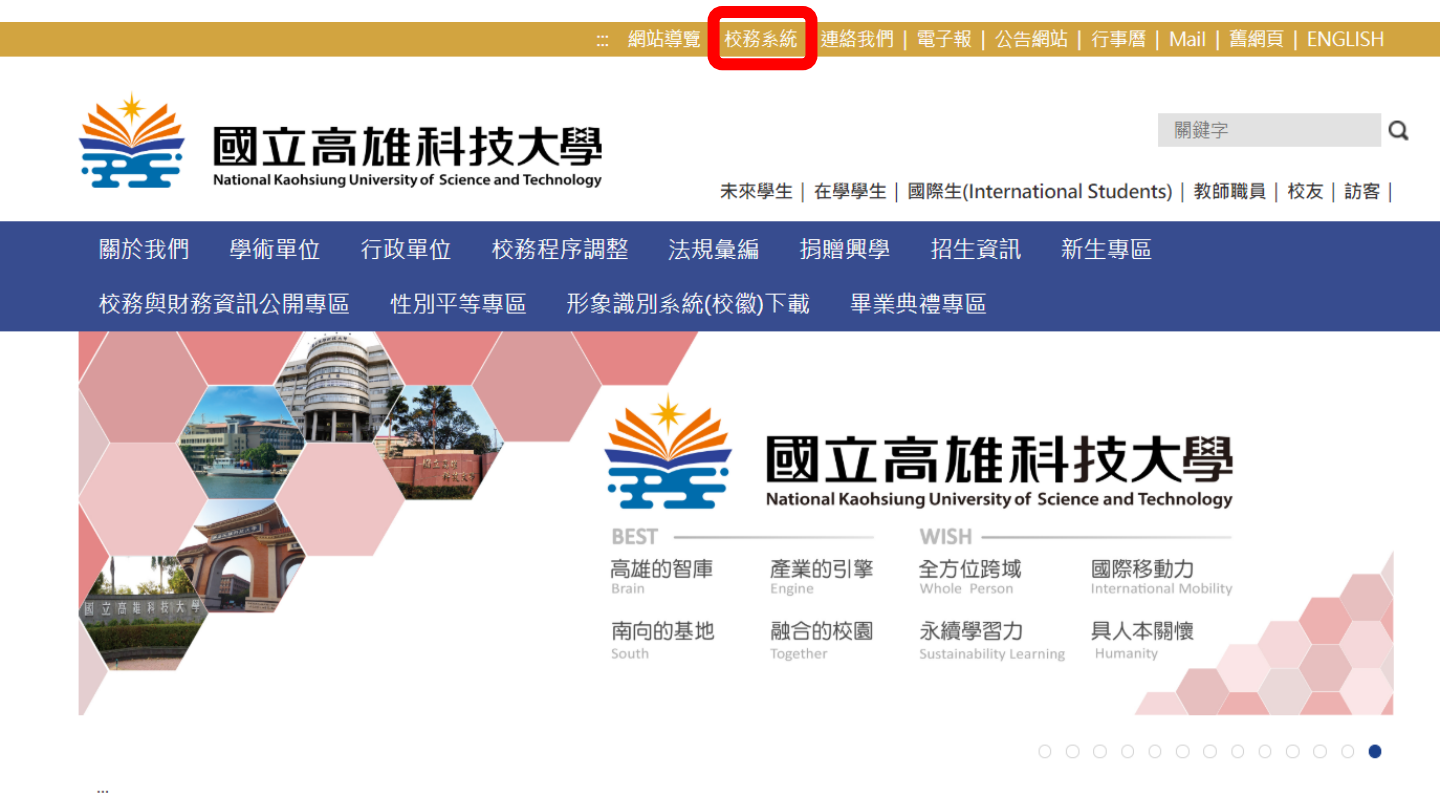 ::: 網站導覽 校務系統 連絡我們 | 電子報 | 公告網站 | 行事曆 | Mail | 舊網頁 | ENGLISH
國立高雄科技大學
National Kaohsiung University of Science and Technology
關鍵字
未來學生 | 在學學生 | 國際生(International Students) | 教師職員 | 校友 | 訪客 |
關於我們 學術單位 行政單位 校務程序調整 法規彙編 捐贈興學 招生資訊 新生專區
校務與財務資訊公開專區 性別平等專區 形象識別系統(校徽)下載 畢業典禮專區
國立高雄科技大學
National Kaohsiung University of Science and Technology
BEST WISH
高雄的智庫 產業的引擎 全方位跨域 國際移動力
Brain Engine Whole Person International Mobility
南向的基地 融合的校園 永續學習力 具人本關懷
South Together Sustainability Learning Humanity
國立高雄科技大學
...